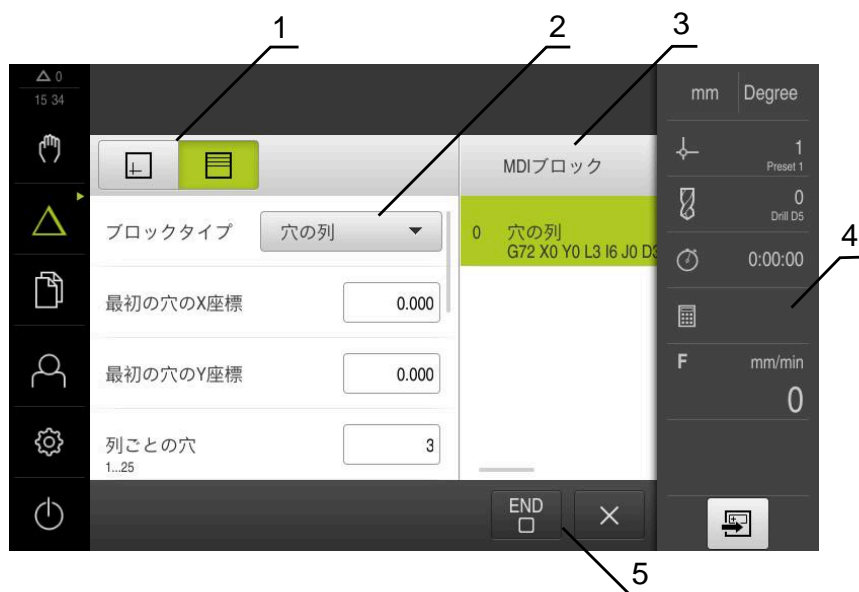 1
2
3
0
15 34
mm
Degree
1
Preset 1
MDIブロック
0
Drill D5
ブロックタイプ
穴の列
0 穴の列
G72 X0 Y0 L3 I6 J0 D3
4
0:00:00
最初の穴のX座標
0.000
F
mm/min
0
最初の穴のY座標
0.000
列ごとの穴
1...25
3
END
5